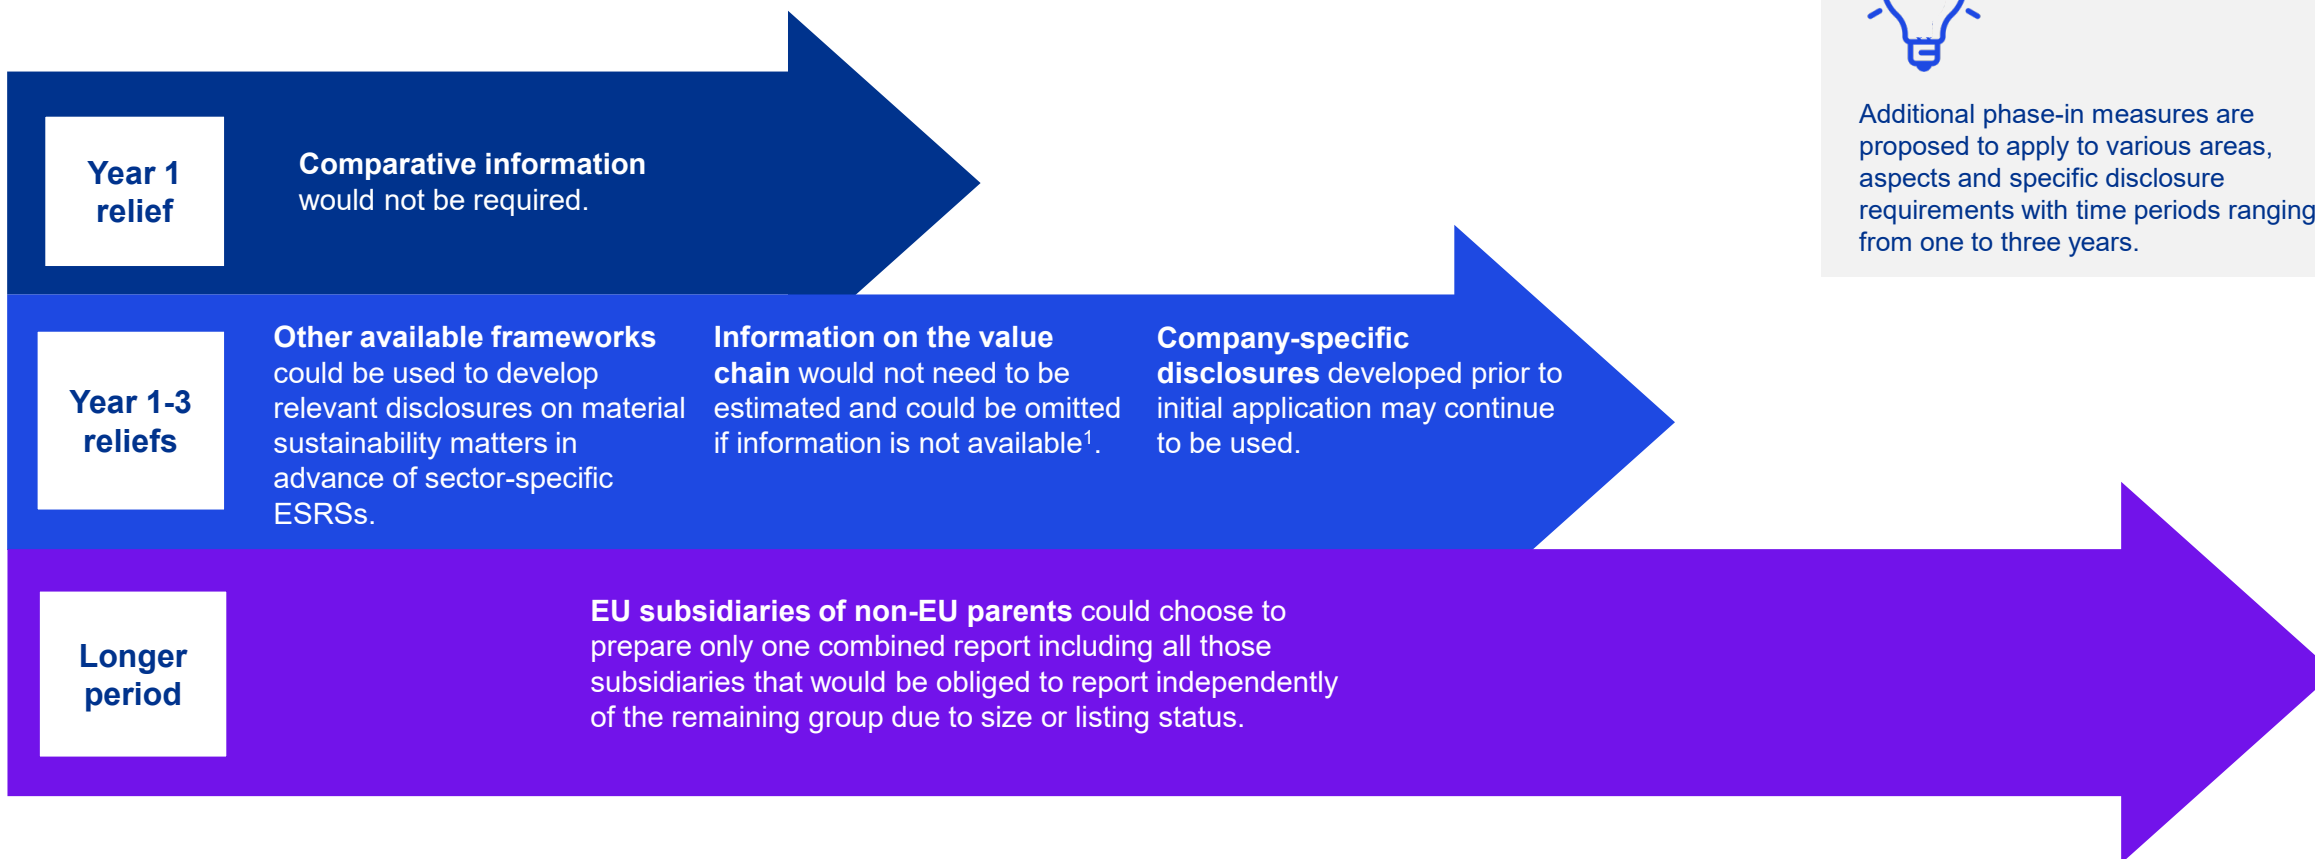 Year 1
relief
Comparative information
would not be required.
Additional phase-in measures are
proposed to apply to various areas,
aspects and specific disclosure
requirements with time periods ranging
from one to three years.
Year 1-3
reliefs
Other available frameworks
could be used to develop
relevant disclosures on material
sustainability matters in
advance of sector-specific
ESRSs.
Information on the value
chain would not need to be
estimated and could be omitted
if information is not available¹.
Company-specific
disclosures developed prior to
initial application may continue
to be used.
Longer
period
EU subsidiaries of non-EU parents could choose to
prepare only one combined report including all those
subsidiaries that would be obliged to report independently
of the remaining group due to size or listing status.